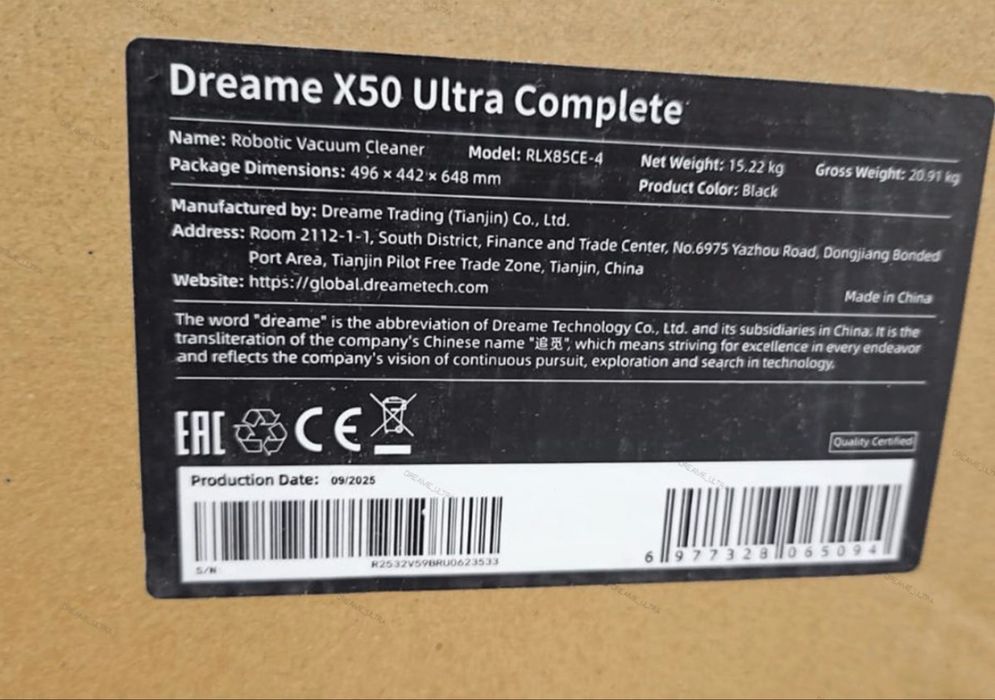 Dreame X50 Ultra Complete
Name: Robotic Vacuum Cleaner Model: RLX85CE-4 Net Weight: 15.22 kg Gross Weight: 20.91 kg
Package Dimensions: 496 × 442 × 648 mm Product Color: Black
Manufactured by: Dreame Trading (Tianjin) Co., Ltd.
Address: Room 2112-1-1, South District, Finance and Trade Center, No.6975 Yazhou Road, Dongjiang Bonded
Port Area, Tianjin Pilot Free Trade Zone, Tianjin, China
Website: https://global.dreametech.com
Made in China
The word "dreame" is the abbreviation of Dreame Technology Co., Ltd. and its subsidiaries in China. It is the
transliteration of the company's Chinese name "追觅", which means striving for excellence in every endeavor
and reflects the company's vision of continuous pursuit, exploration and search in technology.
EAC CE
Quality Certified
Production Date: 09/2025
S/N: R2532V59BRU0623533
6 977328 065094
DREAME_ULTRA